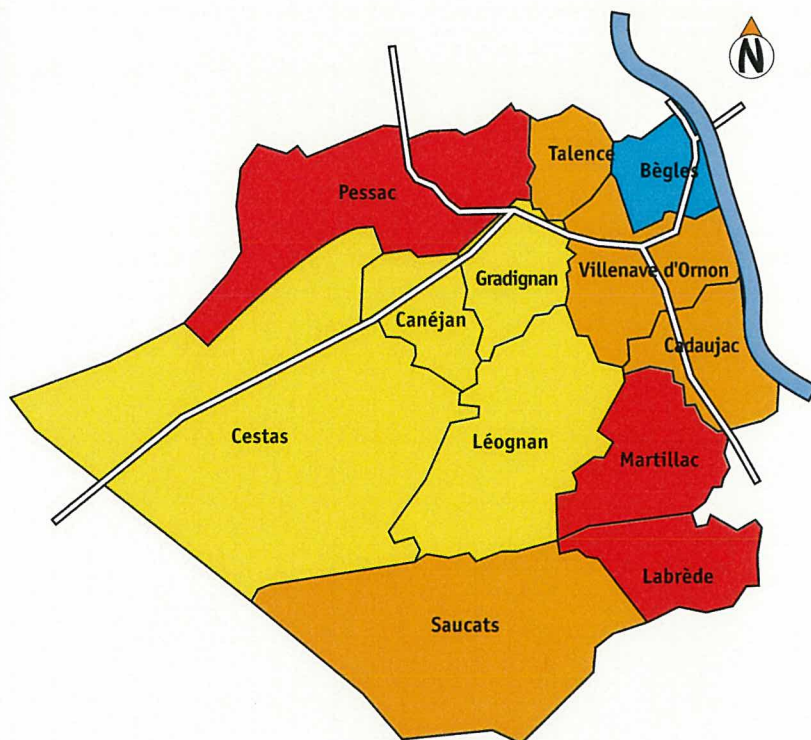 N
Talence
Bègles
Pessac
Gradignan
Villenave d'Ornon
Canéjan
Cadaujac
Cestas
Léognan
Martillac
Labrède
Saucats